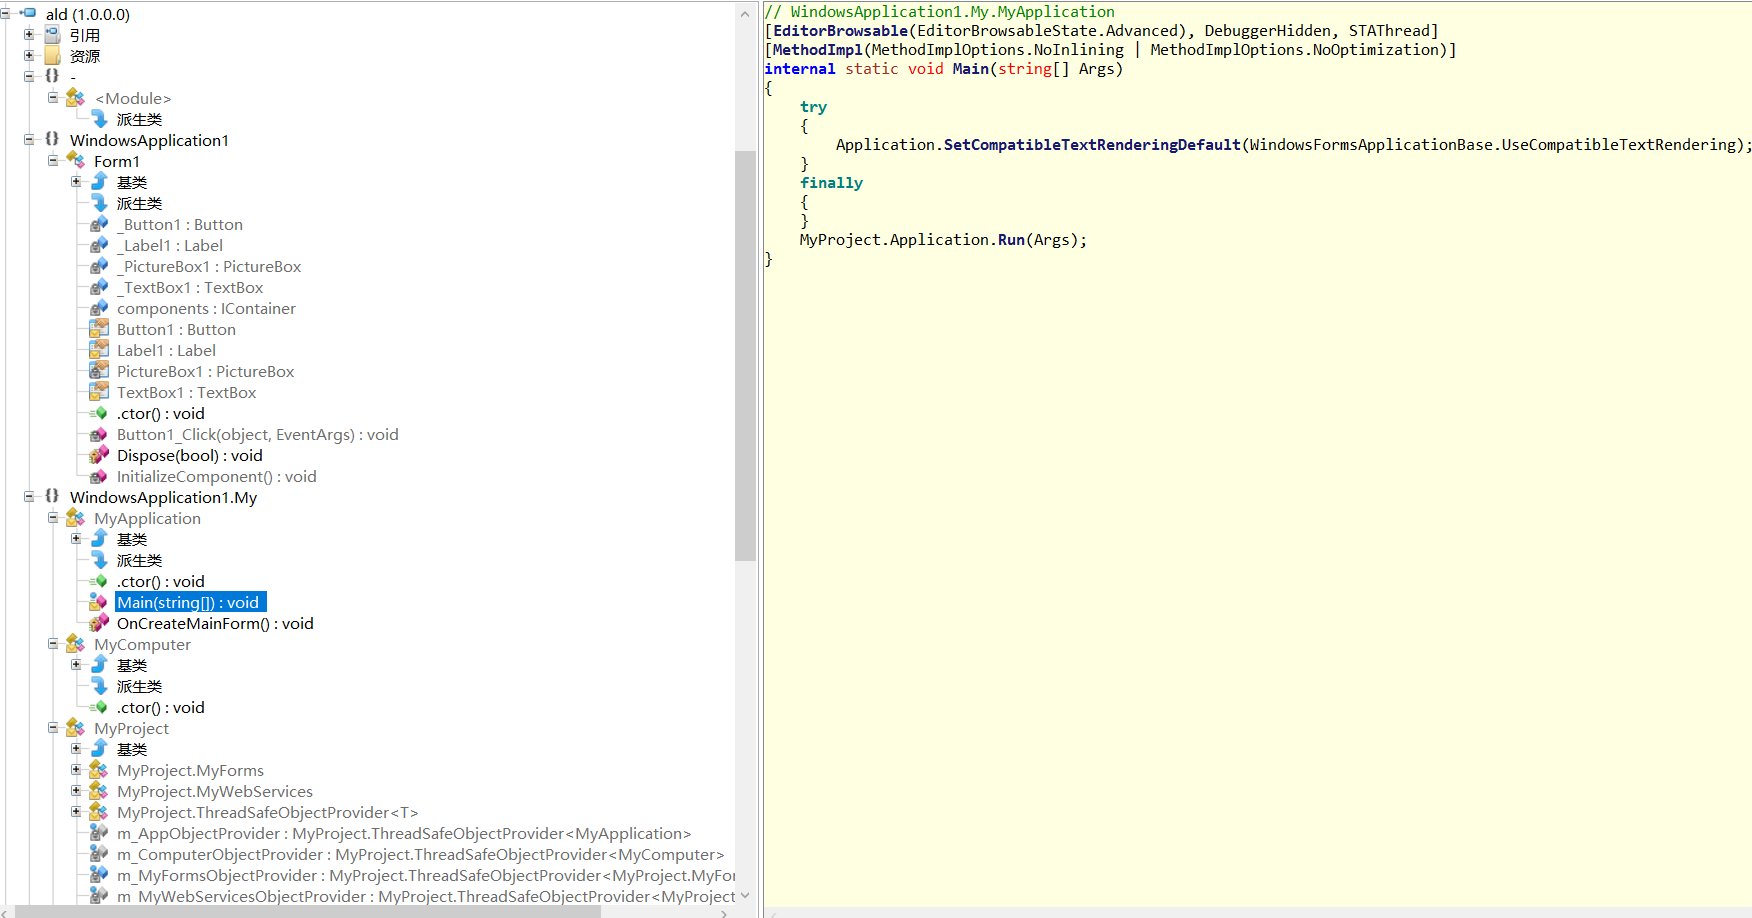 ald (1.0.0.0)
引用
资源
{} -
<Module>
派生类
{} WindowsApplication1
Form1
基类
派生类
_Button1 : Button
_Label1 : Label
_PictureBox1 : PictureBox
_TextBox1 : TextBox
components : IContainer
Button1 : Button
Label1 : Label
PictureBox1 : PictureBox
TextBox1 : TextBox
.ctor() : void
Button1_Click(object, EventArgs) : void
Dispose(bool) : void
InitializeComponent() : void
{} WindowsApplication1.My
MyApplication
基类
派生类
.ctor() : void
Main(string[]) : void
OnCreateMainForm() : void
MyComputer
基类
派生类
.ctor() : void
MyProject
基类
MyProject.MyForms
MyProject.MyWebServices
MyProject.ThreadSafeObjectProvider<T>
m_AppObjectProvider : MyProject.ThreadSafeObjectProvider<MyApplication>
m_ComputerObjectProvider : MyProject.ThreadSafeObjectProvider<MyComputer>
m_MyFormsObjectProvider : MyProject.ThreadSafeObjectProvider<MyProject.MyFor
m_MyWebServicesObjectProvider : MyProject.ThreadSafeObjectProvider<MyProject
// WindowsApplication1.My.MyApplication
[EditorBrowsable(EditorBrowsableState.Advanced), DebuggerHidden, STAThread]
[MethodImpl(MethodImplOptions.NoInlining | MethodImplOptions.NoOptimization)]
internal static void Main(string[] Args)
{
try
{
Application.SetCompatibleTextRenderingDefault(WindowsFormsApplicationBase.UseCompatibleTextRendering);
}
finally
{
}
MyProject.Application.Run(Args);
}